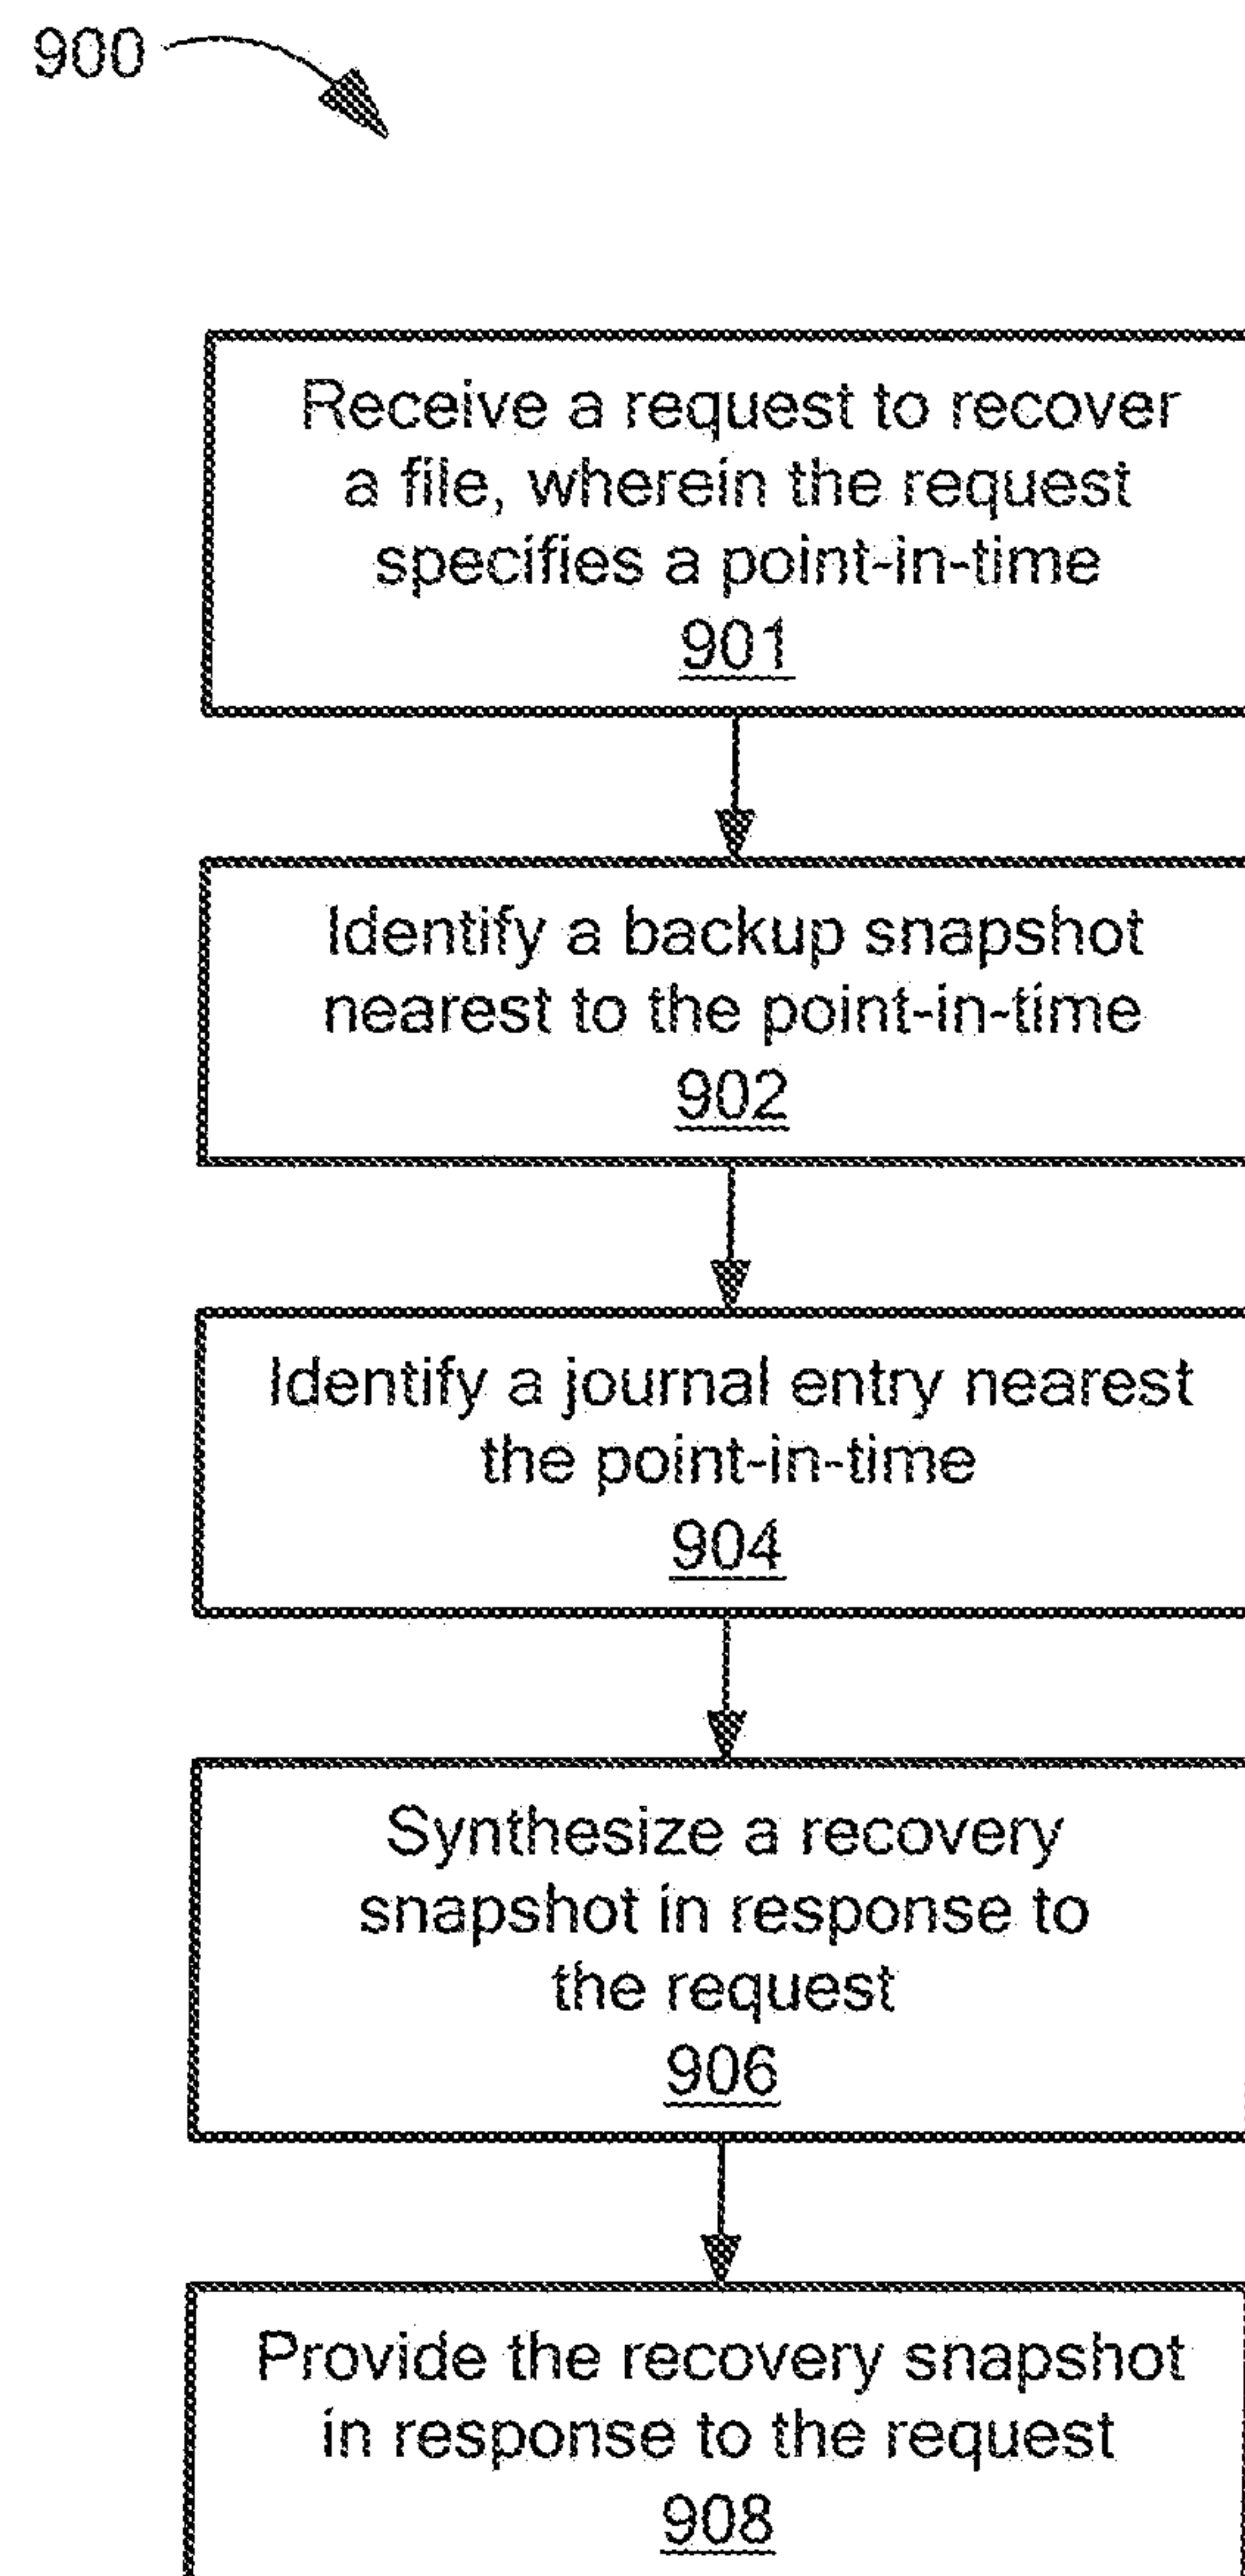 900
Receive a request to recover
a file, wherein the request
specifies a point-in-time
901
Identify a backup snapshot
nearest to the point-in-time
902
Identify a journal entry nearest
the point-in-time
904
Synthesize a recovery
snapshot in response to
the request
906
Provide the recovery snapshot
in response to the request
908